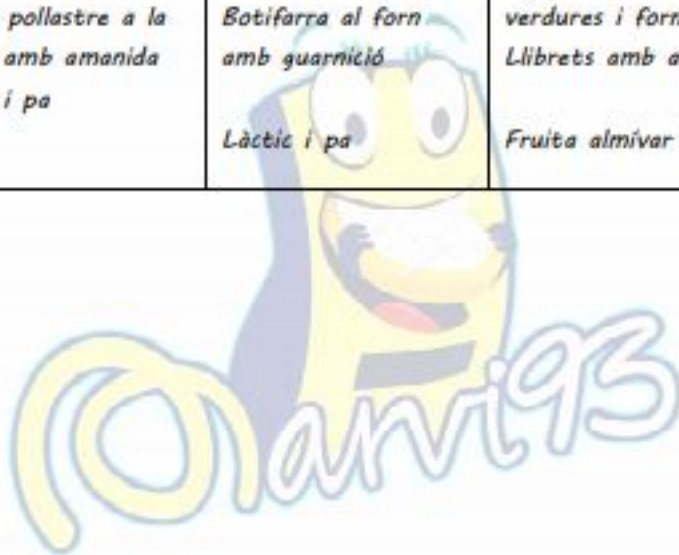 pollastre a la
amb amanida
i pa
Botifarra al forn
amb guarnició
Làctic i pa
verdures i forn
Llibrets amb a
Fruita almívar
Marvi93